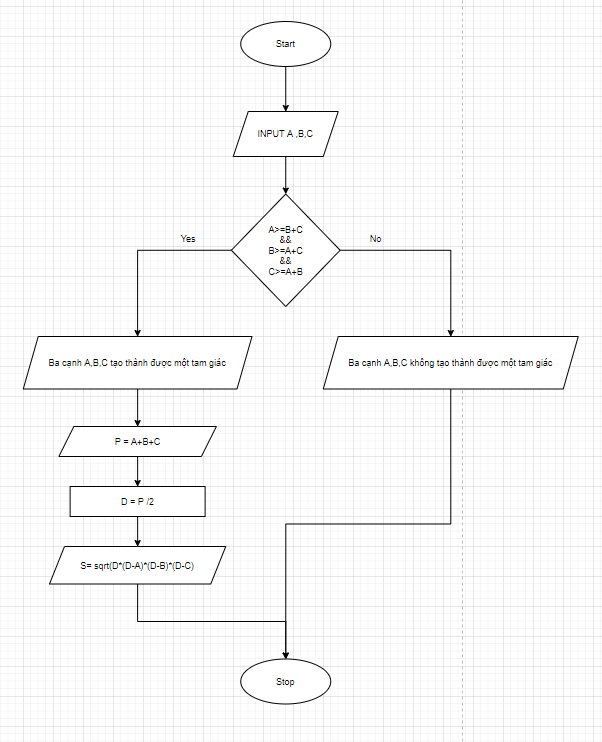 Start
INPUT A ,B,C
A>=B+C
&&
B>=A+C
&&
C>=A+B
Yes
No
Ba cạnh A,B,C tạo thành được một tam giác
Ba cạnh A,B,C không tạo thành được một tam giác
P = A+B+C
D = P /2
S= sqrt(D*(D-A)*(D-B)*(D-C)
Stop